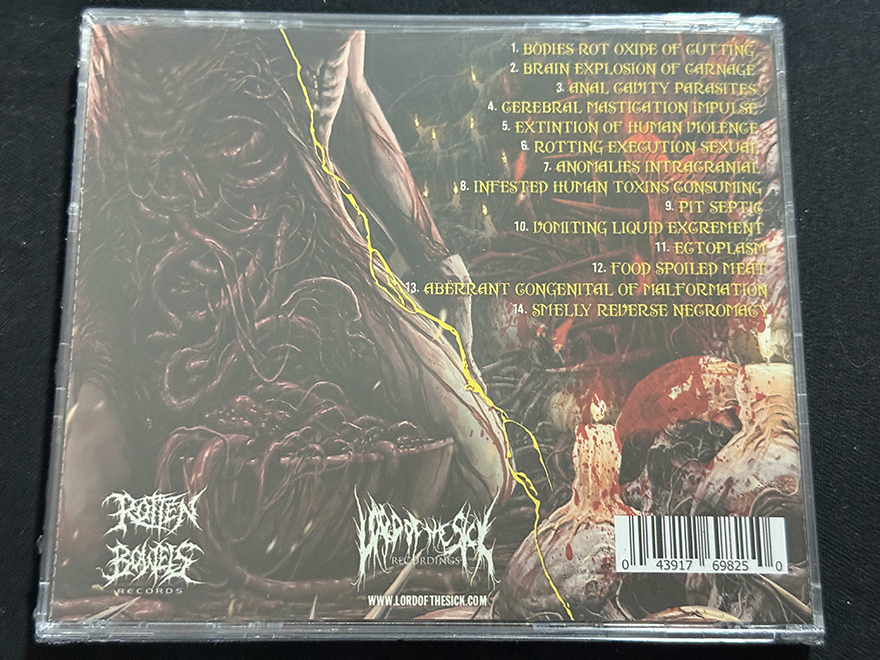 1. BODIES ROT OXIDE OF CUTTING
2. BRAIN EXPLOSION OF CARNAGE
3. ANAL CAVITY PARASITES
4. CEREBRAL MASTICATION IMPULSE
5. EXTINTION OF HUMAN VIOLENCE
6. ROTTING EXECUTION SEXUAL
7. ANOMALIES INTRACRANIAL
8. INFESTED HUMAN TOXINS CONSUMING
9. PIT SEPTIC
10. VOMITING LIQUID EXCREMENT
11. ECTOPLASM
12. FOOD SPOILED MEAT
13. ABERRANT CONGENITAL OF MALFORMATION
14. SMELLY REVERSE NECROMACY
ROTTEN
BOWELS
RECORDS
LORD OF THE SICK
RECORDINGS
WWW.LORDOFTHESICK.COM
0 43917 69825 0